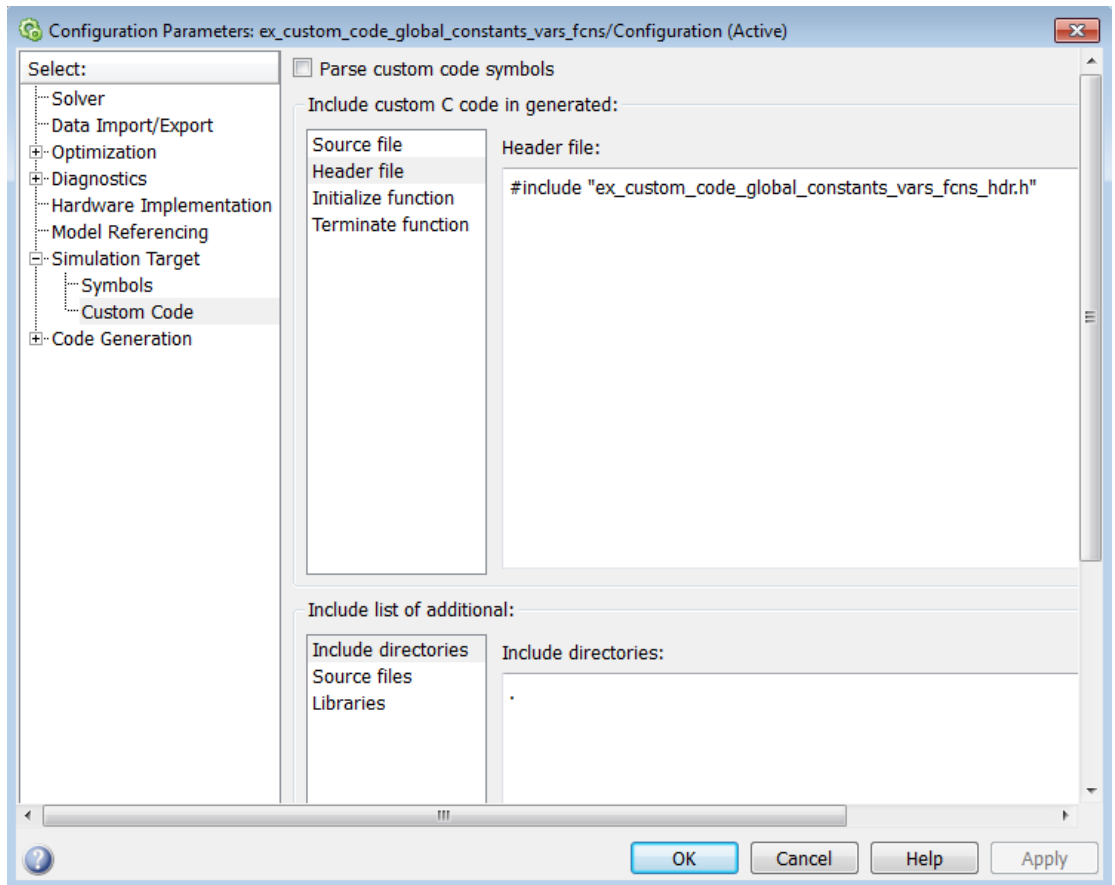 Configuration Parameters: ex_custom_code_global_constants_vars_fcns/Configuration (Active)
Select:
Solver
Data Import/Export
Optimization
Diagnostics
Hardware Implementation
Model Referencing
Simulation Target
Symbols
Custom Code
Code Generation
Parse custom code symbols
Include custom C code in generated:
Source file
Header file
Initialize function
Terminate function
Header file:
#include "ex_custom_code_global_constants_vars_fcns_hdr.h"
Include list of additional:
Include directories
Source files
Libraries
Include directories:
.
OK
Cancel
Help
Apply